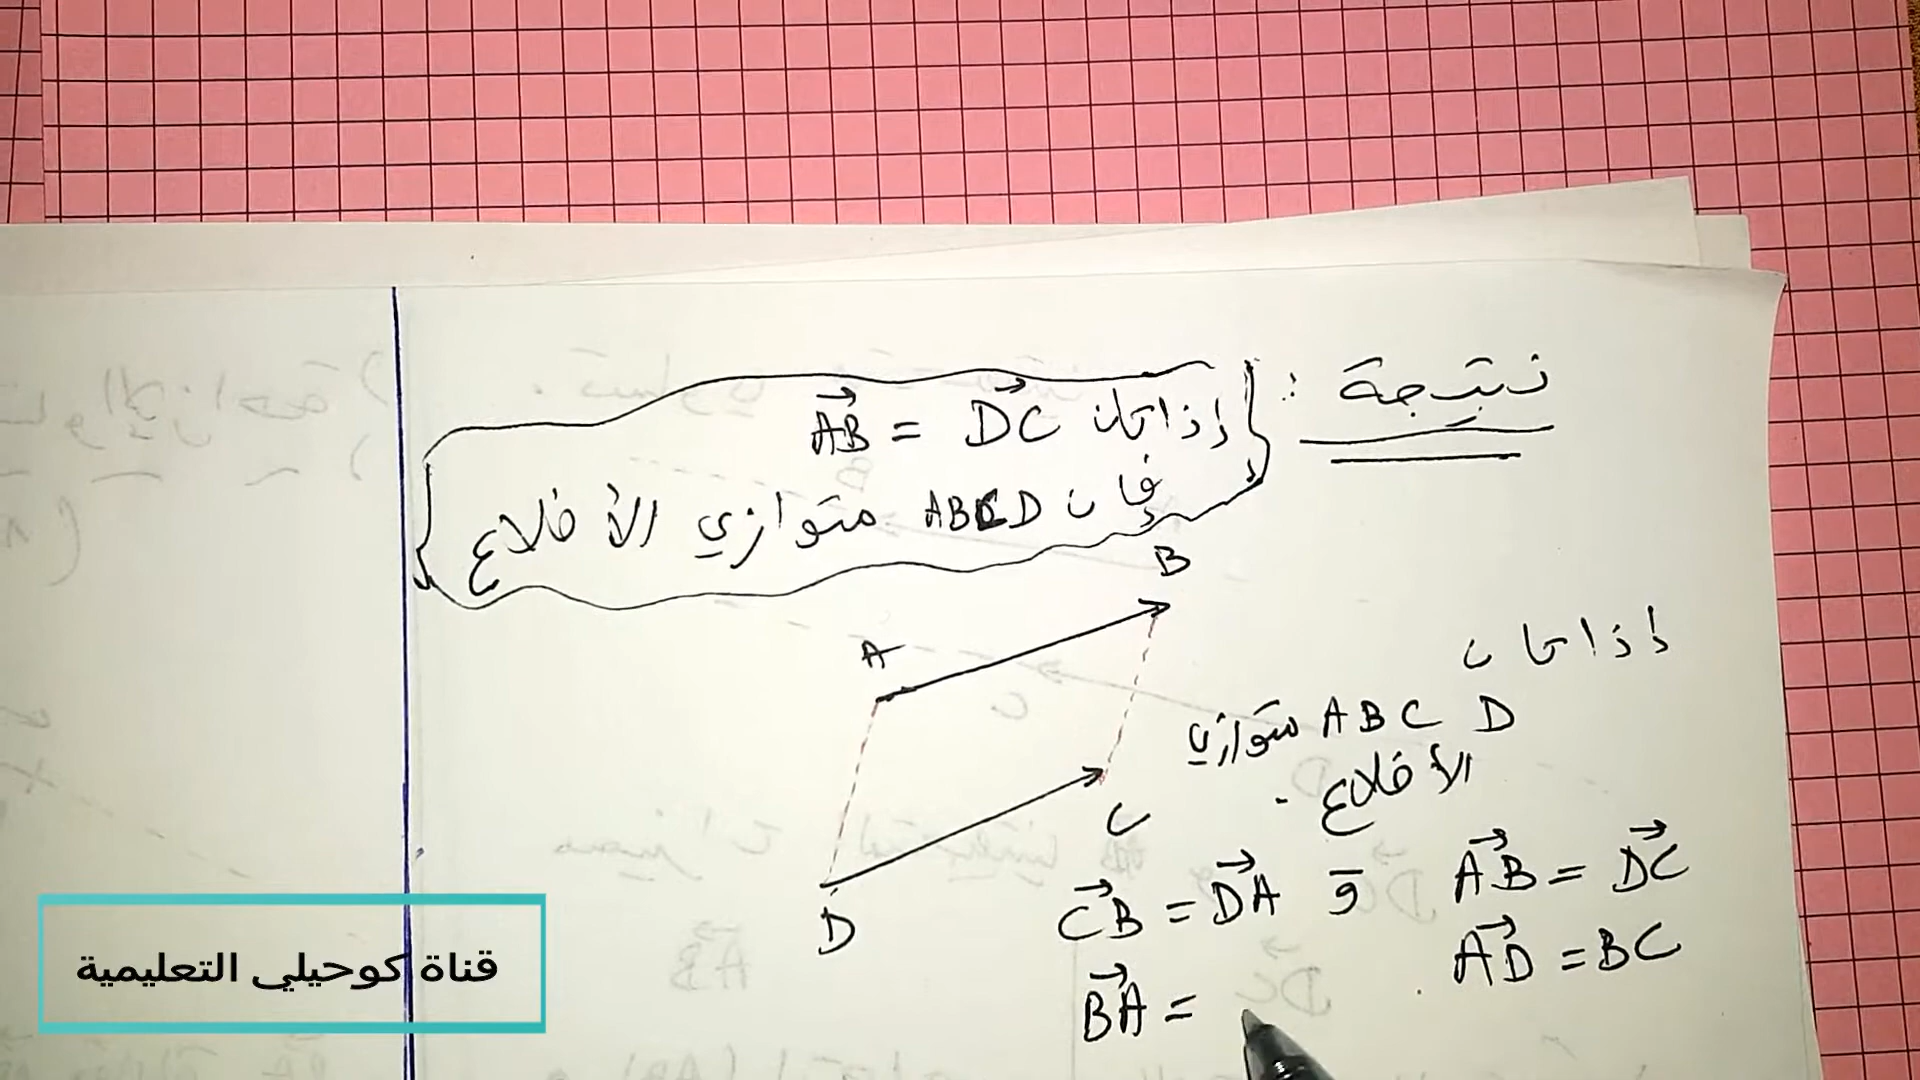 نتيجة :
إذا كان AB = DC
فإن ABCD متوازي الأضلاع
B
A
C
D
إذا كان
ABCD متوازي
الأضلاع .
AB = DC و CB = DA
AD = BC
BA =
قناة كوحيلي التعليمية